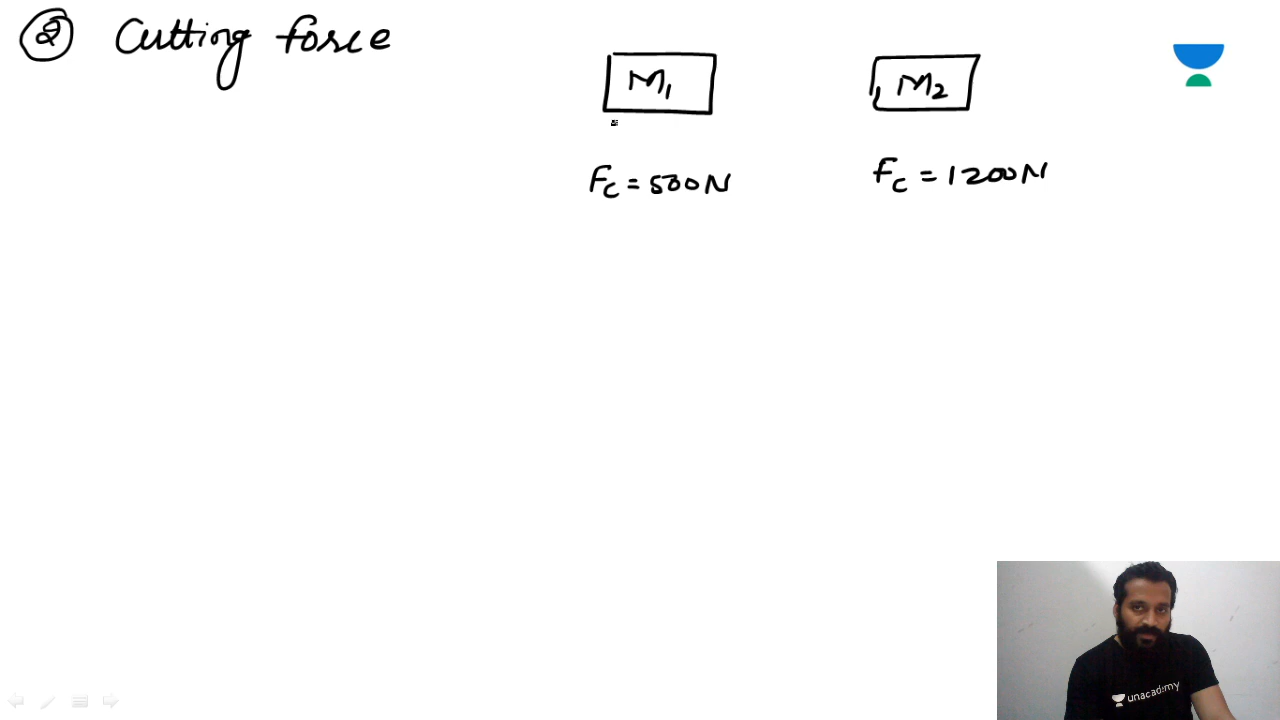 ② Cutting force
M₁
M₂
Fc = 500N
Fc = 1200N
unacademy